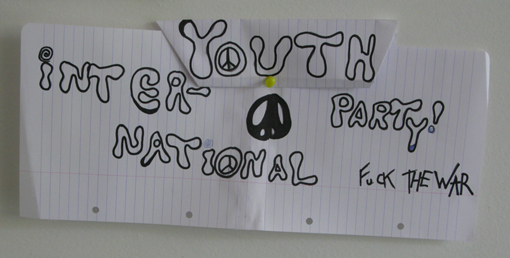 YOUTH
iNTER-
NATIONAL
PARTY!
FUCK THE WAR